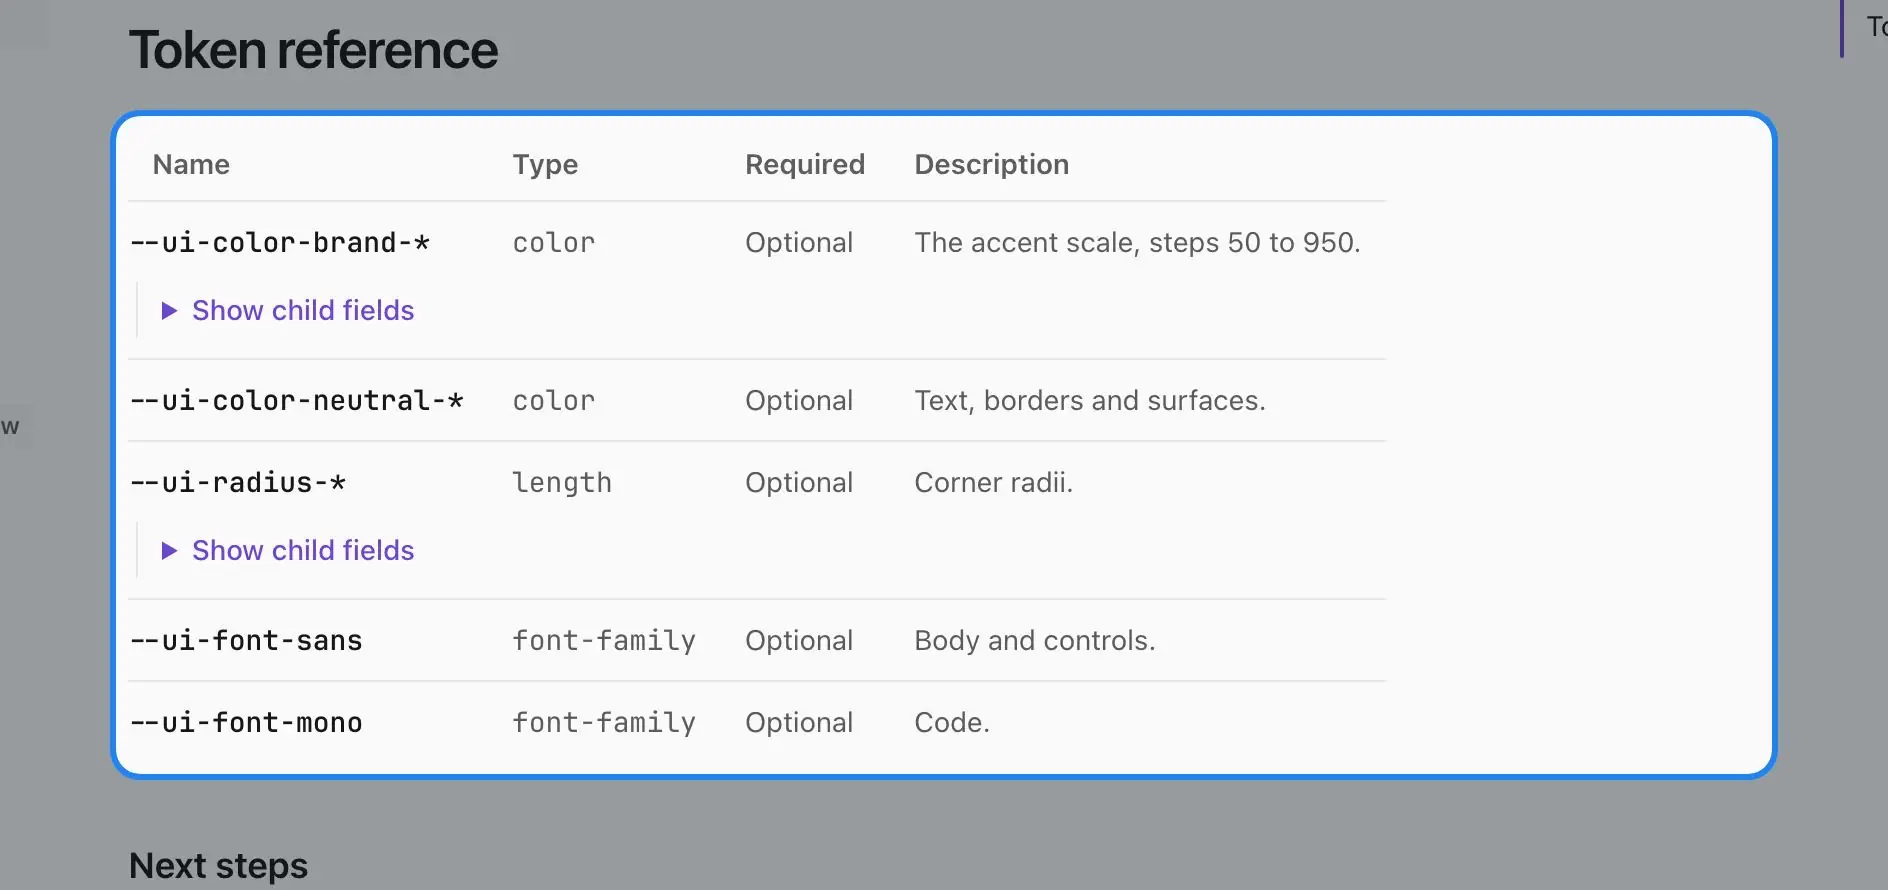 Token reference
To
Name Type Required Description
--ui-color-brand-* color Optional The accent scale, steps 50 to 950.
▶ Show child fields
--ui-color-neutral-* color Optional Text, borders and surfaces.
w
--ui-radius-* length Optional Corner radii.
▶ Show child fields
--ui-font-sans font-family Optional Body and controls.
--ui-font-mono font-family Optional Code.
Next steps